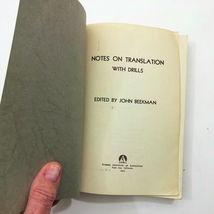 NOTES ON TRANSLATION
WITH DRILLS
EDITED BY JOHN BEEKMAN